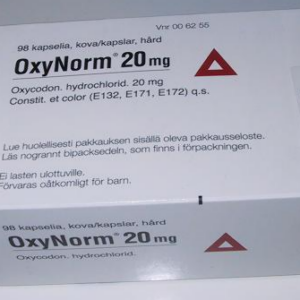 Vnr 00 62 55
98 kapselia, kova/kapslar, hård
OxyNorm® 20 mg
Oxycodon. hydrochlorid. 20 mg
Constit. et color (E132, E171, E172) q.s.
Lue huolellisesti pakkauksen sisällä oleva pakkausseloste.
Läs nogrannt bipacksedeln, som finns i förpackningen.
Ei lasten ulottuville.
Förvaras oåtkomligt för barn.
98 kapselia, kova/kapslar, hård
OxyNorm® 20 mg
Oxycodon. hydrochlorid.